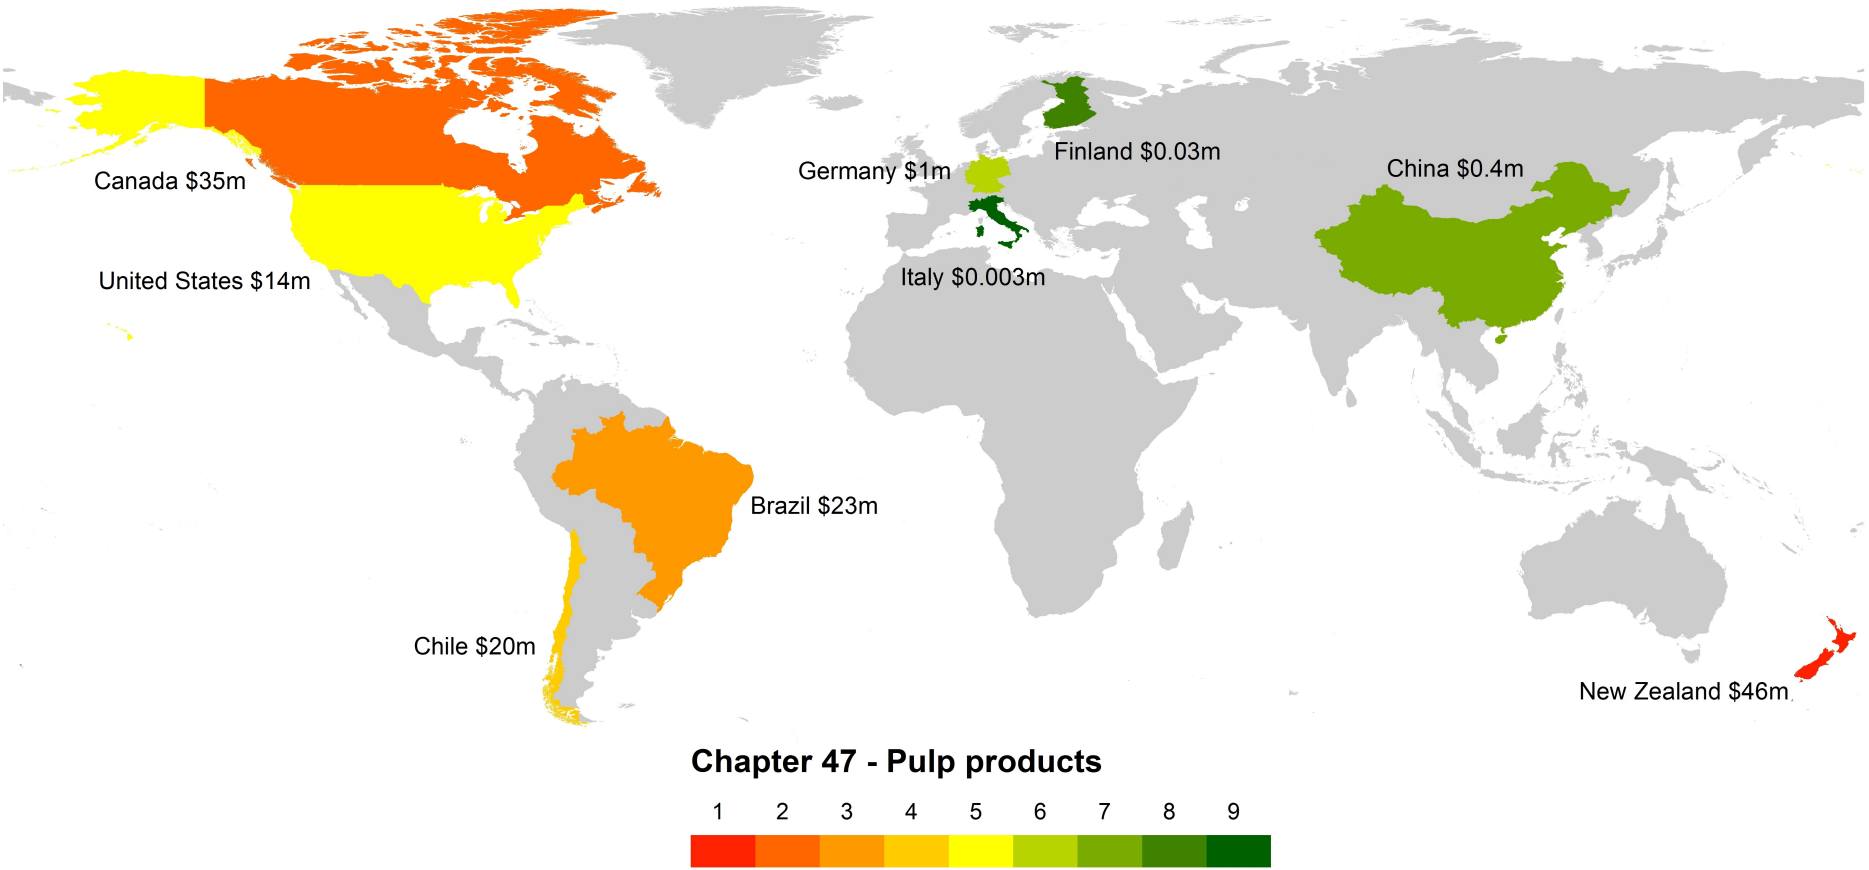 Finland $0.03m
China $0.4m
Germany $1m
Canada $35m
United States $14m
Italy $0.003m
Brazil $23m
Chile $20m
New Zealand $46m
Chapter 47 - Pulp products
1 2 3 4 5 6 7 8 9